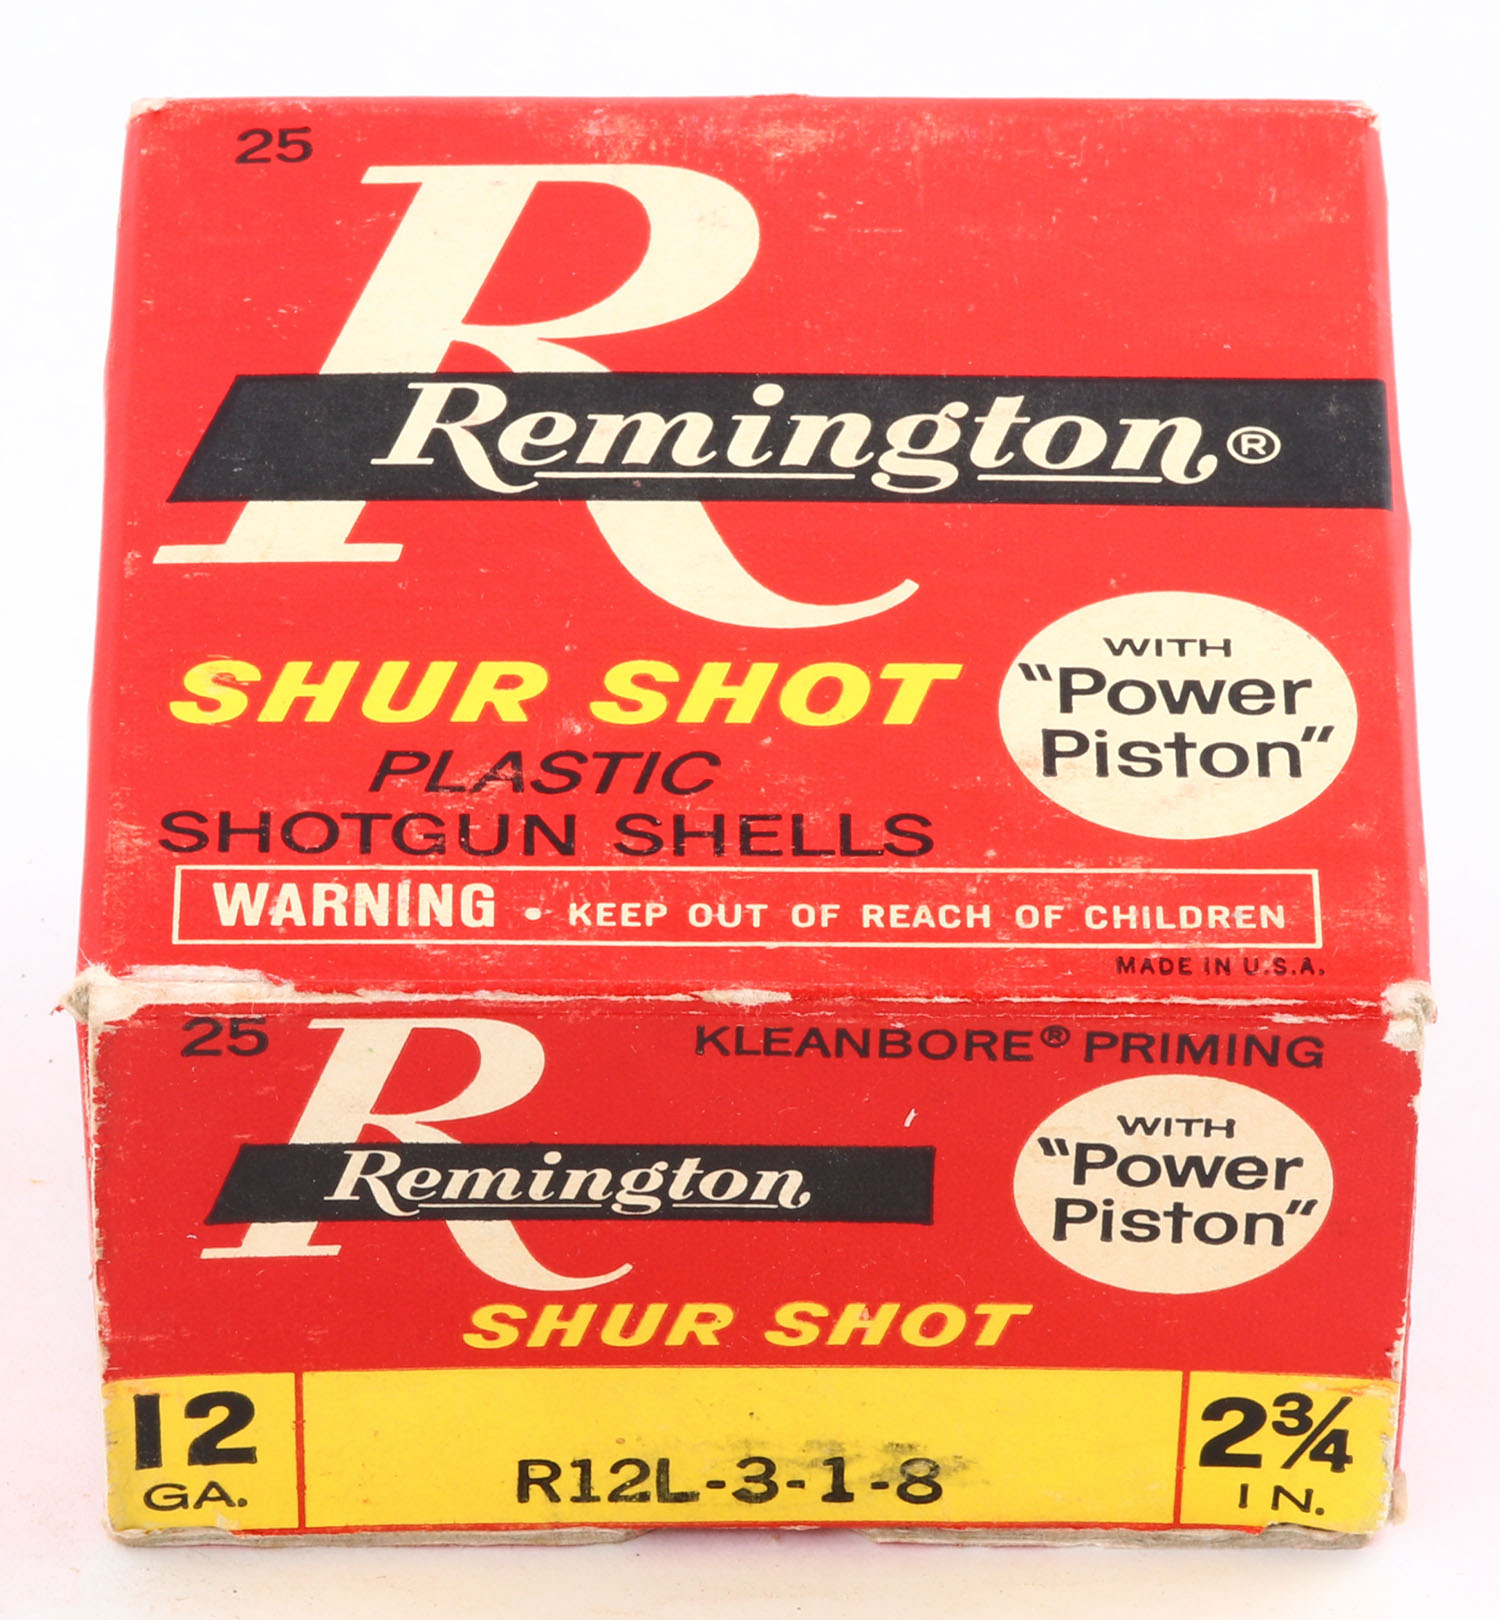 25
R
Remington®
SHUR SHOT
PLASTIC
SHOTGUN SHELLS
WITH
"Power
Piston"
WARNING • KEEP OUT OF REACH OF CHILDREN
MADE IN U.S.A.
25
R
KLEANBORE® PRIMING
Remington
WITH
"Power
Piston"
SHUR SHOT
12
GA.
R12L-3-1-8
2¾
IN.